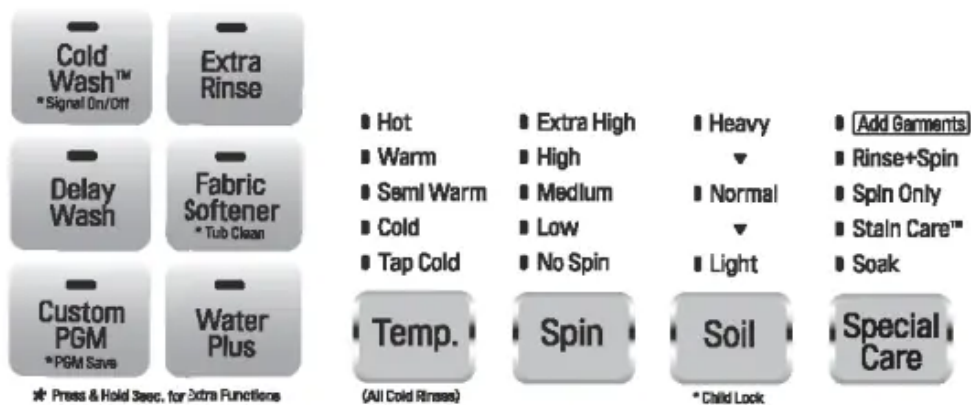 Cold
Wash™
*Signal On/Off
Extra
Rinse
Delay
Wash
Fabric
Softener
*Tub Clean
Custom
PGM
*PGM Save
Water
Plus
* Press & Hold 3sec. for Extra Functions
Hot
Warm
Semi Warm
Cold
Tap Cold
Temp.
(All Cold Rinses)
Extra High
High
Medium
Low
No Spin
Spin
Heavy
Normal
Light
Soil
*Child Lock
Add Garments
Rinse+Spin
Spin Only
Stain Care™
Soak
Special
Care